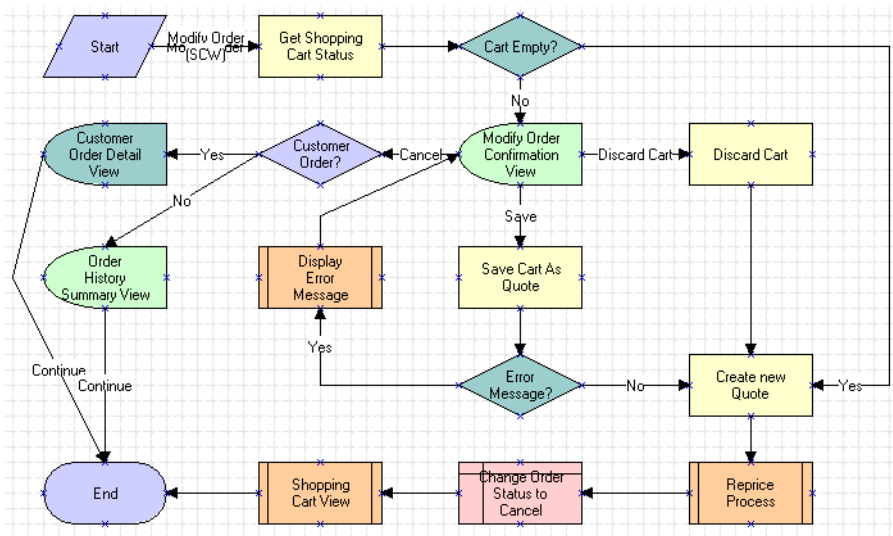 Start
Modify Order
(SCW)
Get Shopping
Cart Status
Cart Empty?
No
Customer
Order Detail
View
Yes
Customer
Order?
Cancel
Modify Order
Confirmation
View
Discard Cart
Discard Cart
No
Save
Order
History
Summary View
Display
Error
Message
Save Cart As
Quote
Yes
Continue
Continue
Error
Message?
No
Create new
Quote
Yes
End
Shopping
Cart View
Change Order
Status to
Cancel
Reprice
Process